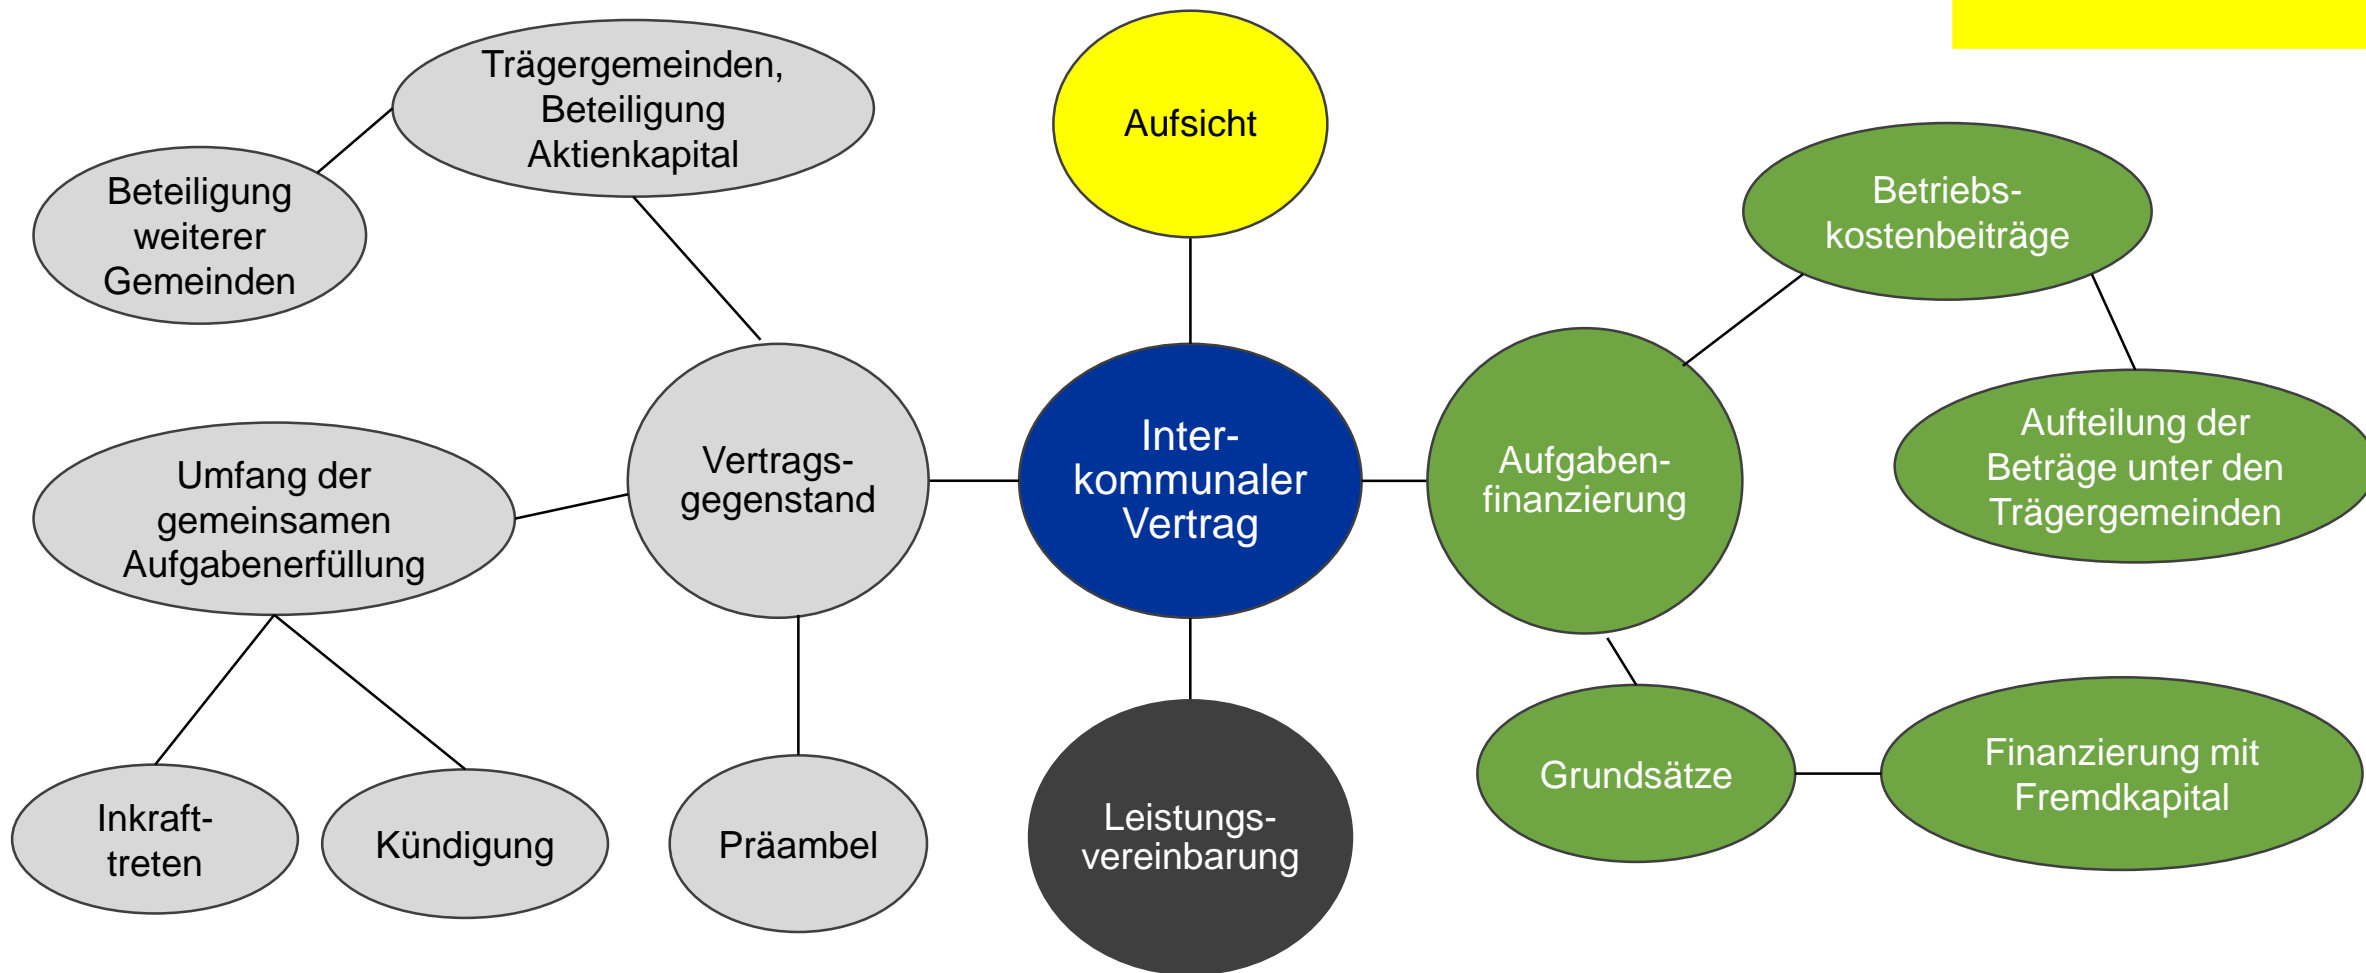 Trägergemeinden,
Beteiligung
Aktienkapital
Aufsicht
Beteiligung
weiterer
Gemeinden
Betriebs-
kostenbeiträge
Umfang der
gemeinsamen
Aufgabenerfüllung
Vertrags-
gegenstand
Inter-
kommunaler
Vertrag
Aufgaben-
finanzierung
Aufteilung der
Beträge unter den
Trägergemeinden
Inkraft-
treten
Kündigung
Präambel
Leistungs-
vereinbarung
Grundsätze
Finanzierung mit
Fremdkapital